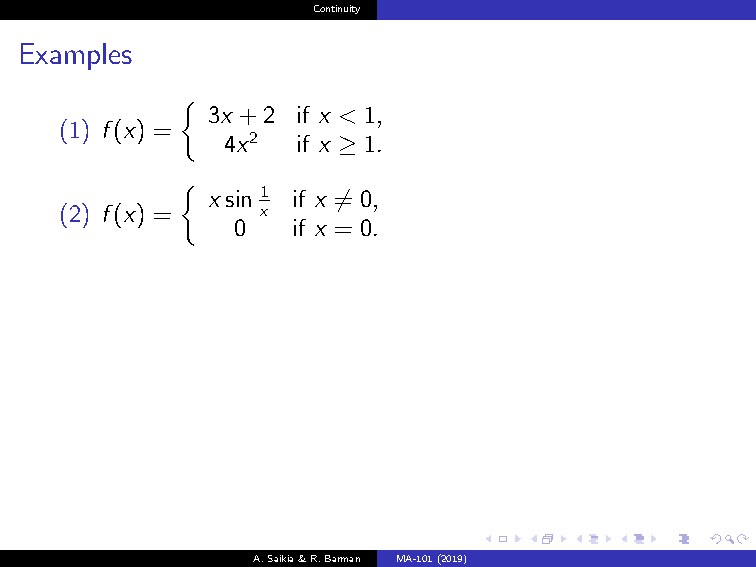 Continuity
Examples
(1) f(x) = { 3x + 2 if x < 1,
4x² if x ≥ 1.
(2) f(x) = { x sin 1/x if x ≠ 0,
0 if x = 0.
A. Saikia & R. Barman MA-101 (2019)